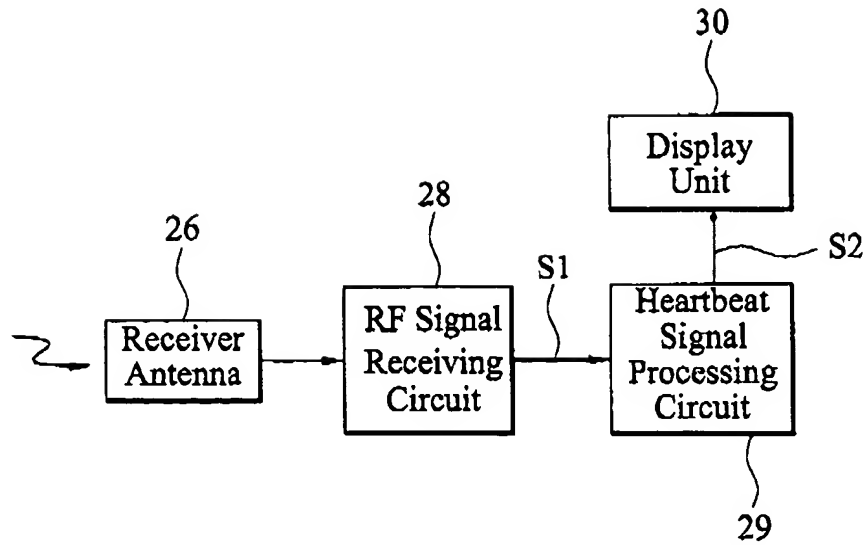 30
Display
Unit
28
26
S1
S2
Receiver
Antenna
RF Signal
Receiving
Circuit
Heartbeat
Signal
Processing
Circuit
29